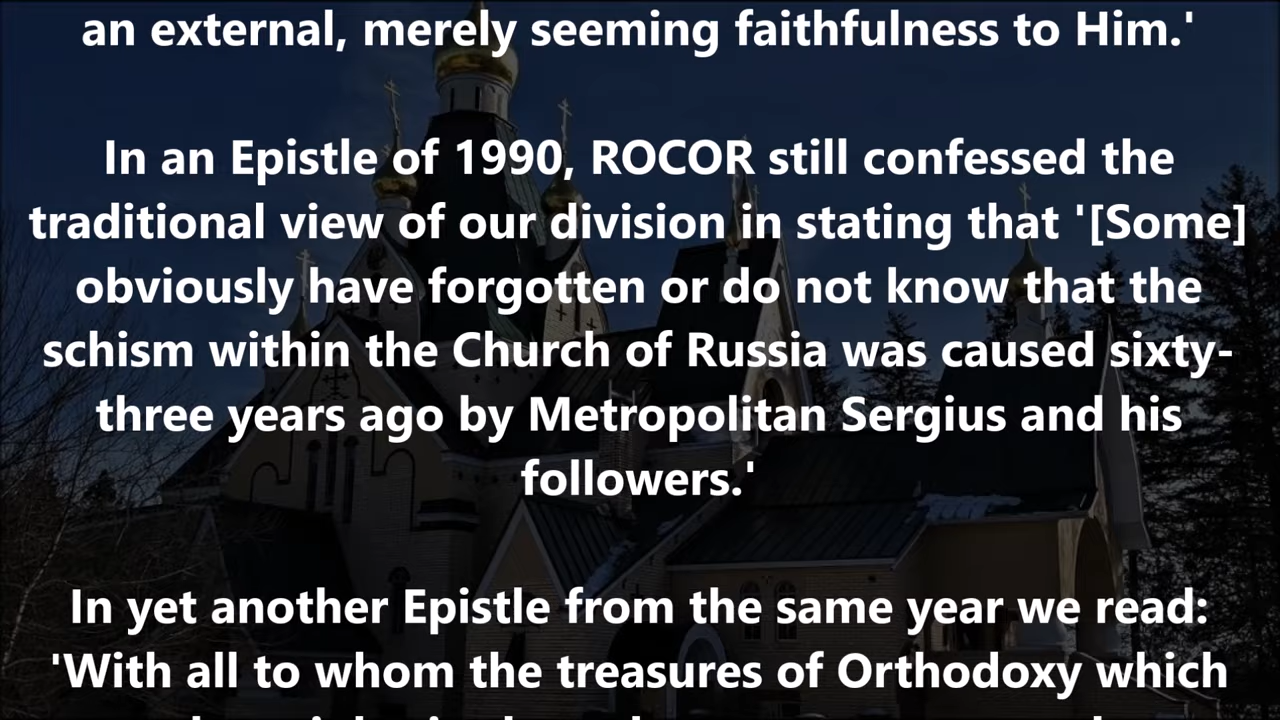 an external, merely seeming faithfulness to Him.'
In an Epistle of 1990, ROCOR still confessed the
traditional view of our division in stating that '[Some]
obviously have forgotten or do not know that the
schism within the Church of Russia was caused sixty-
three years ago by Metropolitan Sergius and his
followers.'
In yet another Epistle from the same year we read:
'With all to whom the treasures of Orthodoxy which